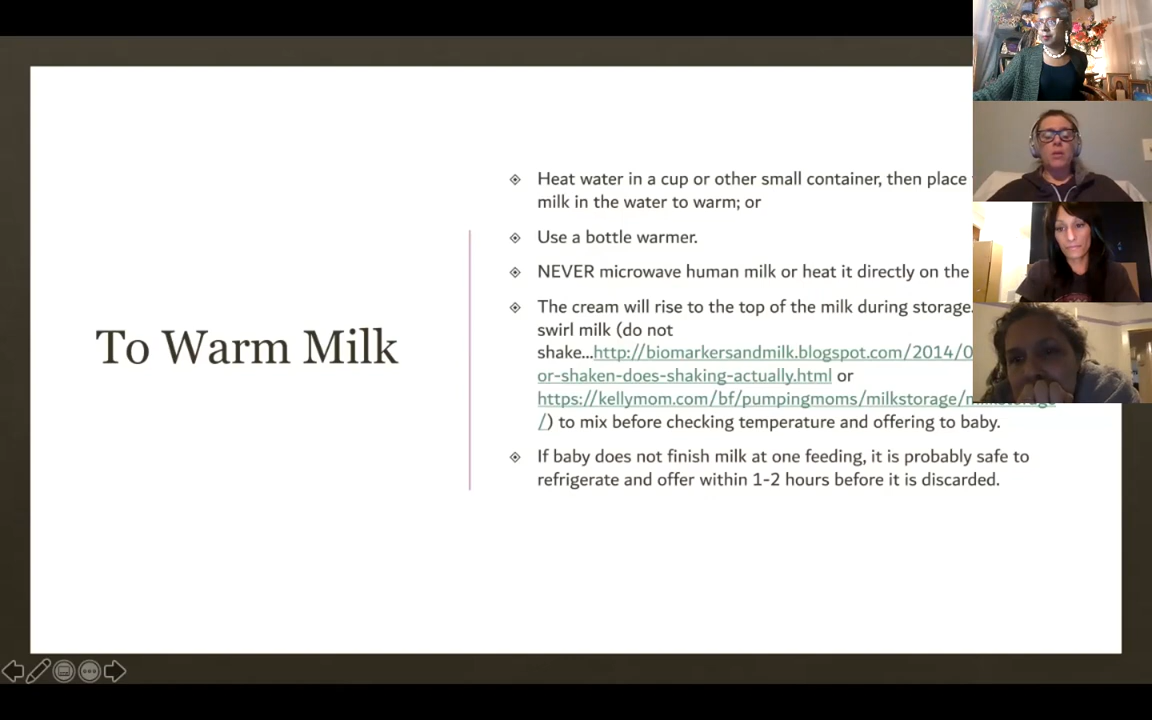 To Warm Milk
Heat water in a cup or other small container, then place
milk in the water to warm; or
Use a bottle warmer.
NEVER microwave human milk or heat it directly on the
The cream will rise to the top of the milk during storage.
swirl milk (do not
shake...http://biomarkersandmilk.blogspot.com/2014/0
or-shaken-does-shaking-actually.html or
https://kellymom.com/bf/pumpingmoms/milkstorage/
/) to mix before checking temperature and offering to baby.
If baby does not finish milk at one feeding, it is probably safe to
refrigerate and offer within 1-2 hours before it is discarded.